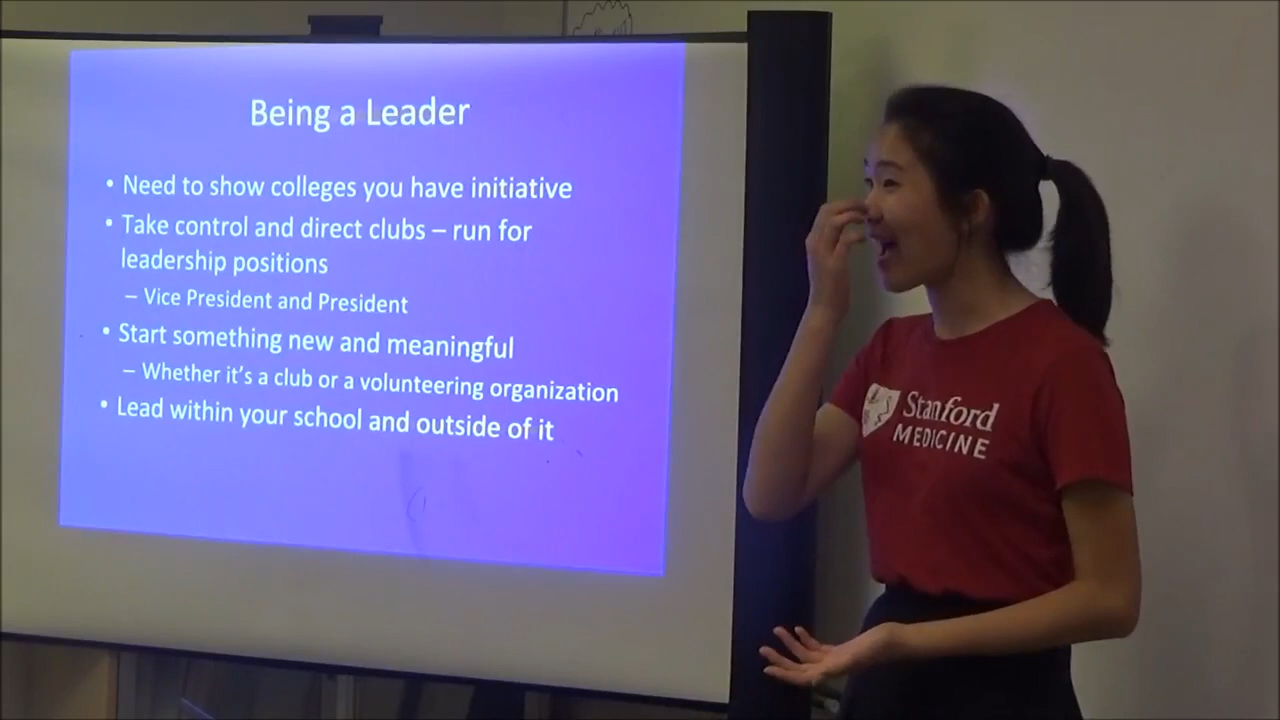 Being a Leader
• Need to show colleges you have initiative
• Take control and direct clubs – run for
leadership positions
– Vice President and President
• Start something new and meaningful
– Whether it's a club or a volunteering organization
• Lead within your school and outside of it
Stanford
MEDICINE